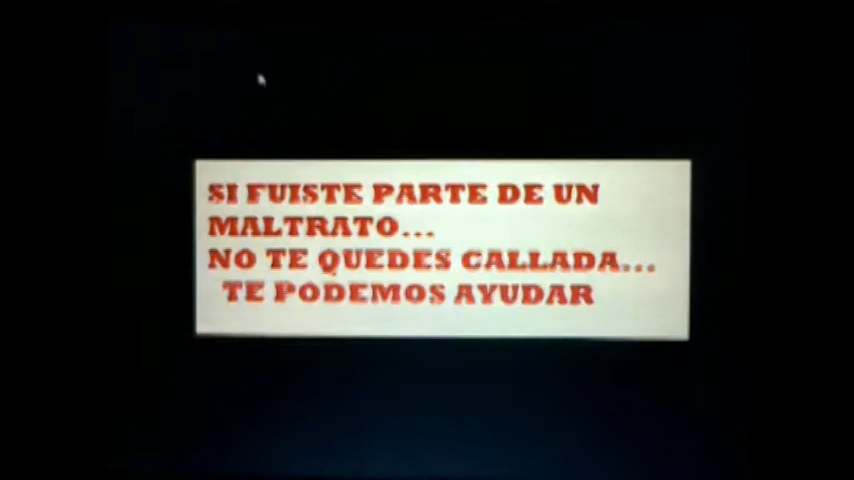 SI FUISTE PARTE DE UN
MALTRATO...
NO TE QUEDES CALLADA...
TE PODEMOS AYUDAR